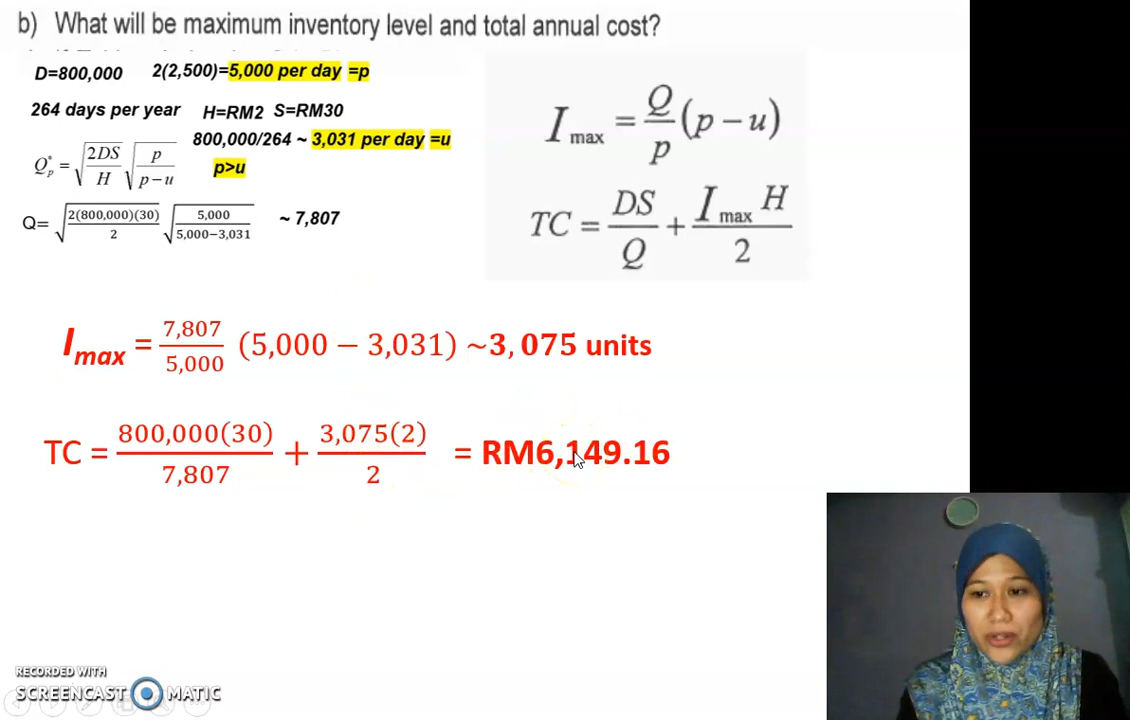 b) What will be maximum inventory level and total annual cost?
D=800,000 2(2,500)=5,000 per day =p
264 days per year H=RM2 S=RM30
800,000/264 ~ 3,031 per day =u
p>u
Q*p = √(2DS/H) √(p/(p−u))
Q= √(2(800,000)(30)/2) √(5,000/(5,000−3,031)) ~ 7,807
I max = Q/p (p − u)
TC = DS/Q + I max H/2
Imax = 7,807/5,000 (5,000 − 3,031) ~3,075 units
TC = 800,000(30)/7,807 + 3,075(2)/2 = RM6,149.16
RECORDED WITH
SCREENCAST MATIC